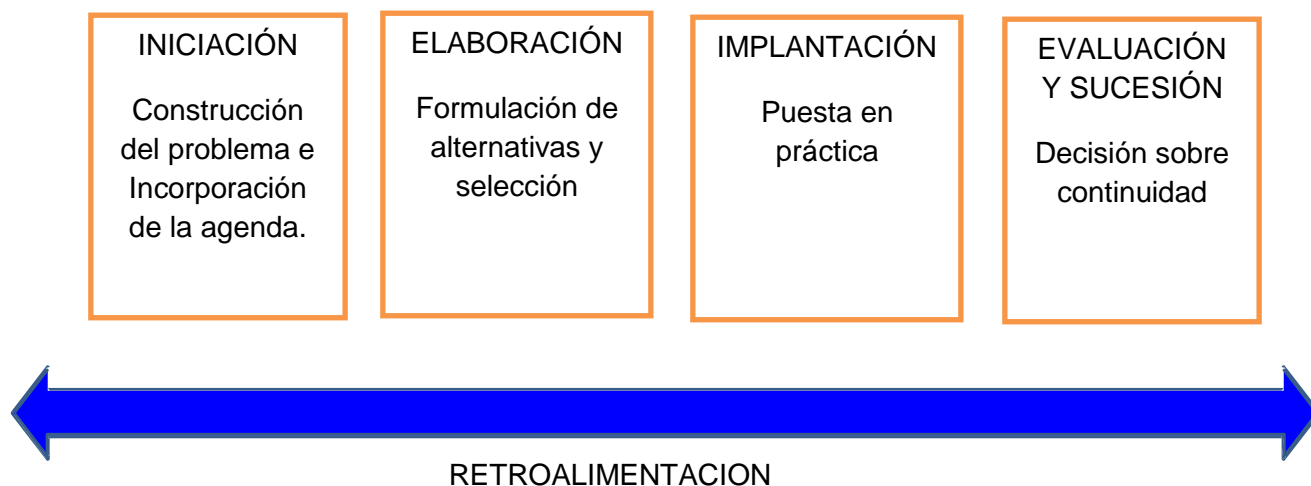 INICIACIÓN
Construcción
del problema e
Incorporación
de la agenda.
ELABORACIÓN
Formulación de
alternativas y
selección
IMPLANTACIÓN
Puesta en
práctica
EVALUACIÓN
Y SUCESIÓN
Decisión sobre
continuidad
RETROALIMENTACION